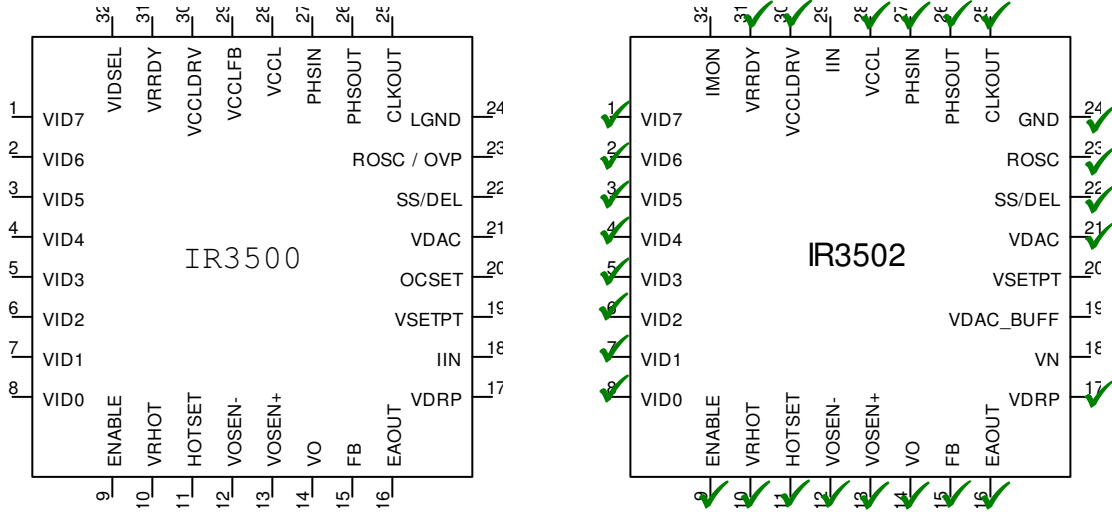 32 31 30 29 28 27 26 25
VIDSEL VRRDY VCCLDRV VCCLFB VCCL PHSIN PHSOUT CLKOUT
1 VID7 LGND 24
2 VID6 ROSC / OVP 23
3 VID5 SS/DEL 22
4 VID4 VDAC 21
IR3500
5 VID3 OCSET 20
6 VID2 VSETPT 19
7 VID1 IIN 18
8 VID0 VDRP 17
ENABLE VRHOT HOTSET VOSEN- VOSEN+ VO FB EAOUT
9 10 11 12 13 14 15 16
32 31 30 29 28 27 26 25
IMON VRRDY VCCLDRV IIN VCCL PHSIN PHSOUT CLKOUT
1 VID7 GND 24
2 VID6 ROSC 23
3 VID5 SS/DEL 22
4 VID4 VDAC 21
IR3502
5 VID3 VSETPT 20
6 VID2 VDAC_BUFF 19
7 VID1 VN 18
8 VID0 VDRP 17
ENABLE VRHOT HOTSET VOSEN- VOSEN+ VO FB EAOUT
9 10 11 12 13 14 15 16